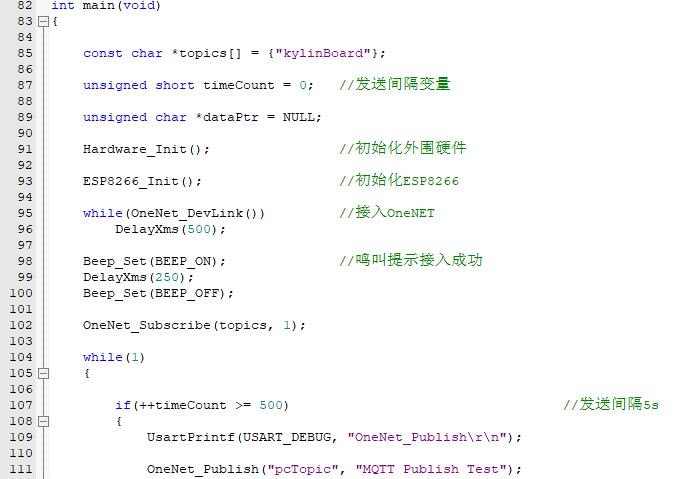 82 int main(void)
83 {
84
85 const char *topics[] = {"kylinBoard"};
86
87 unsigned short timeCount = 0; //发送间隔变量
88
89 unsigned char *dataPtr = NULL;
90
91 Hardware_Init(); //初始化外围硬件
92
93 ESP8266_Init(); //初始化ESP8266
94
95 while(OneNet_DevLink()) //接入OneNET
96 DelayXms(500);
97
98 Beep_Set(BEEP_ON); //鸣叫提示接入成功
99 DelayXms(250);
100 Beep_Set(BEEP_OFF);
101
102 OneNet_Subscribe(topics, 1);
103
104 while(1)
105 {
106
107 if(++timeCount >= 500) //发送间隔5s
108 {
109 UsartPrintf(USART_DEBUG, "OneNet_Publish\r\n");
110
111 OneNet_Publish("pcTopic", "MQTT Publish Test");